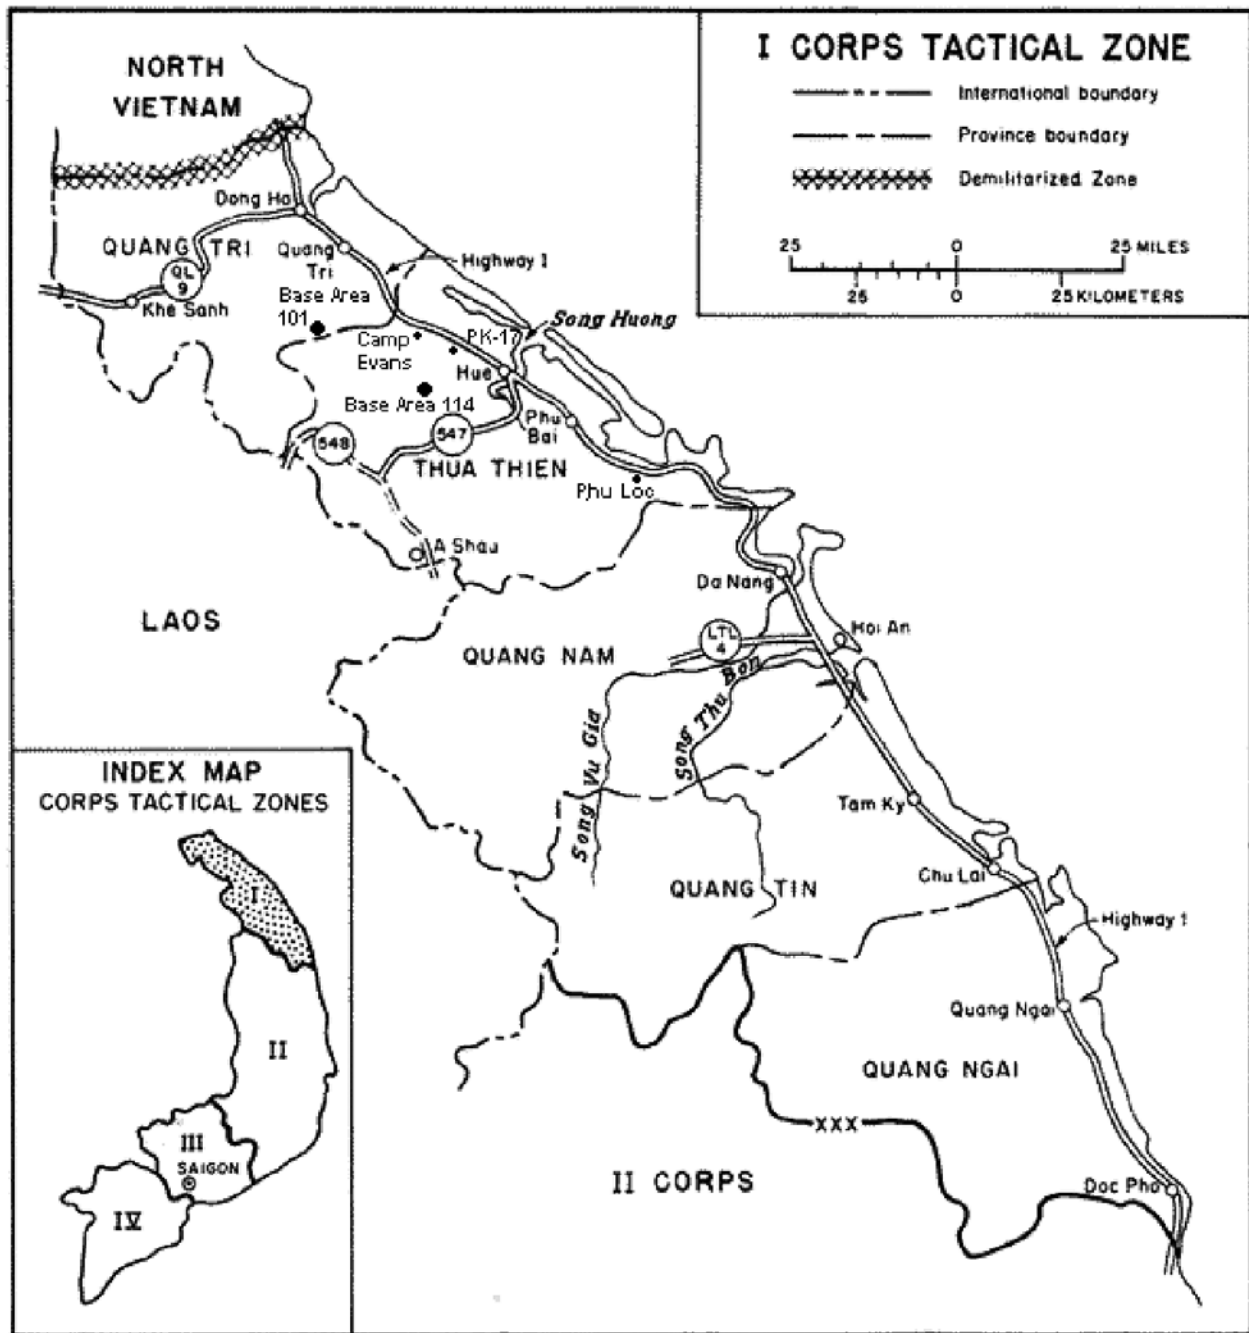 I CORPS TACTICAL ZONE
International boundary
Province boundary
Demilitarized Zone
25 0 25 MILES
25 0 25 KILOMETERS
NORTH
VIETNAM
Dong Ha
QUANG TRI
Quang
Tri
Highway I
QL
9
Khe Sanh
Base Area
101
Camp
Evans
PK-17
Song Huong
Hue
Base Area 114
Phu
Bai
548
547
THUA THIEN
Phu Loc
A Shau
Da Nang
LAOS
QUANG NAM
LTL
4
Hoi An
Song Thu Bon
Song Vu Gia
Tam Ky
Chu Lai
QUANG TIN
Highway 1
Quang Ngai
QUANG NGAI
XXX
II CORPS
Doc Pho
INDEX MAP
CORPS TACTICAL ZONES
I
II
III
SAIGON
IV